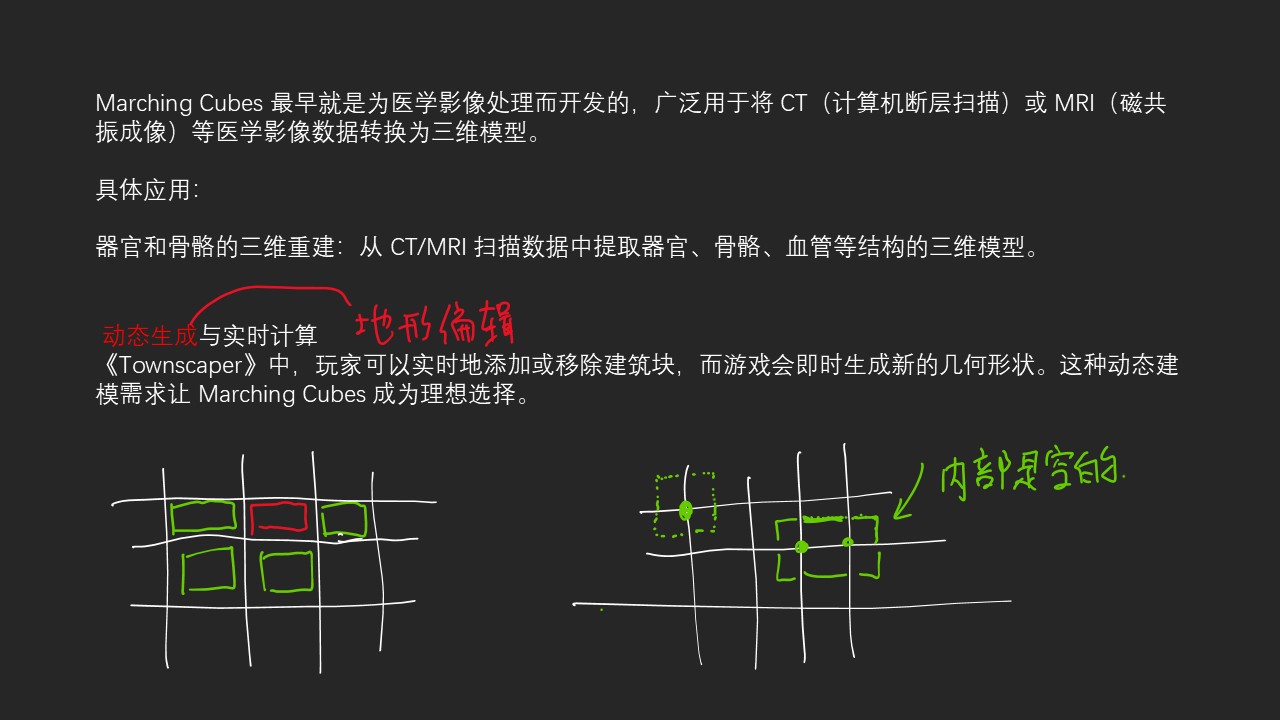 Marching Cubes 最早就是为医学影像处理而开发的，广泛用于将 CT（计算机断层扫描）或 MRI（磁共
振成像）等医学影像数据转换为三维模型。
具体应用：
器官和骨骼的三维重建：从 CT/MRI 扫描数据中提取器官、骨骼、血管等结构的三维模型。
地形编辑
动态生成与实时计算
《Townscaper》中，玩家可以实时地添加或移除建筑块，而游戏会即时生成新的几何形状。这种动态建
模需求让 Marching Cubes 成为理想选择。
内部是空的.